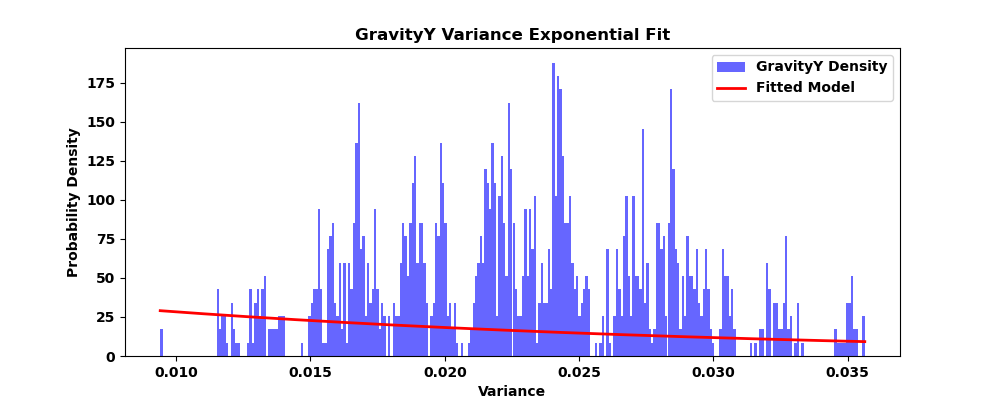 GravityY Variance Exponential Fit
GravityY Density
Fitted Model
Probability Density
175
150
125
100
75
50
25
0
0.010 0.015 0.020 0.025 0.030 0.035
Variance